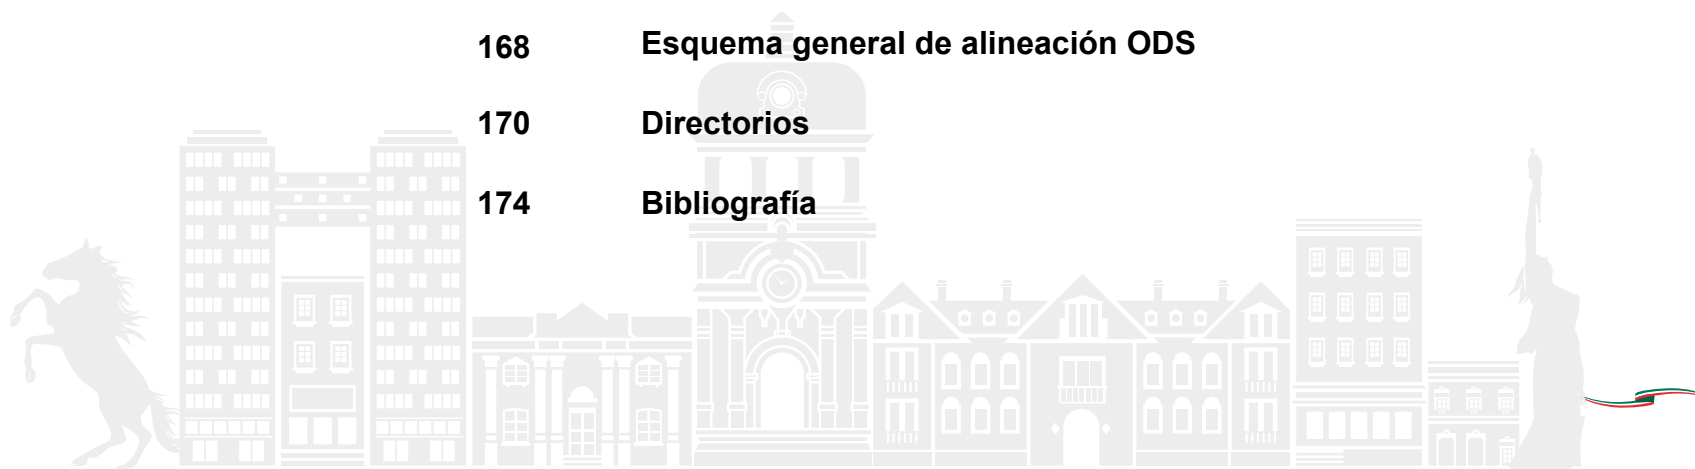 168 Esquema general de alineación ODS
170 Directorios
174 Bibliografía